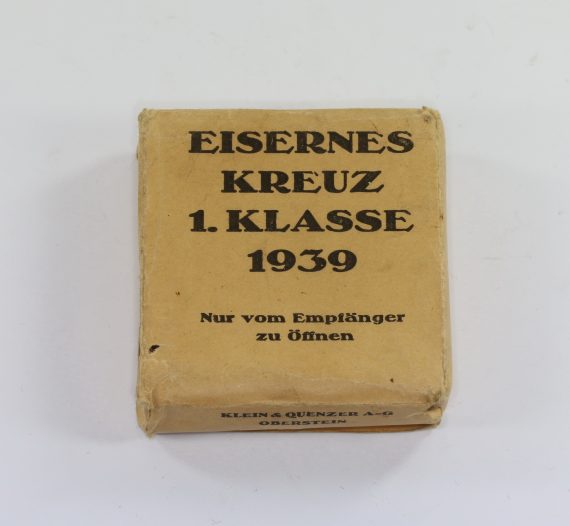 EISERNES
KREUZ
1. KLASSE
1939
Nur vom Empfänger
zu Öffnen
KLEIN & QUENZER A=G
OBERSTEIN